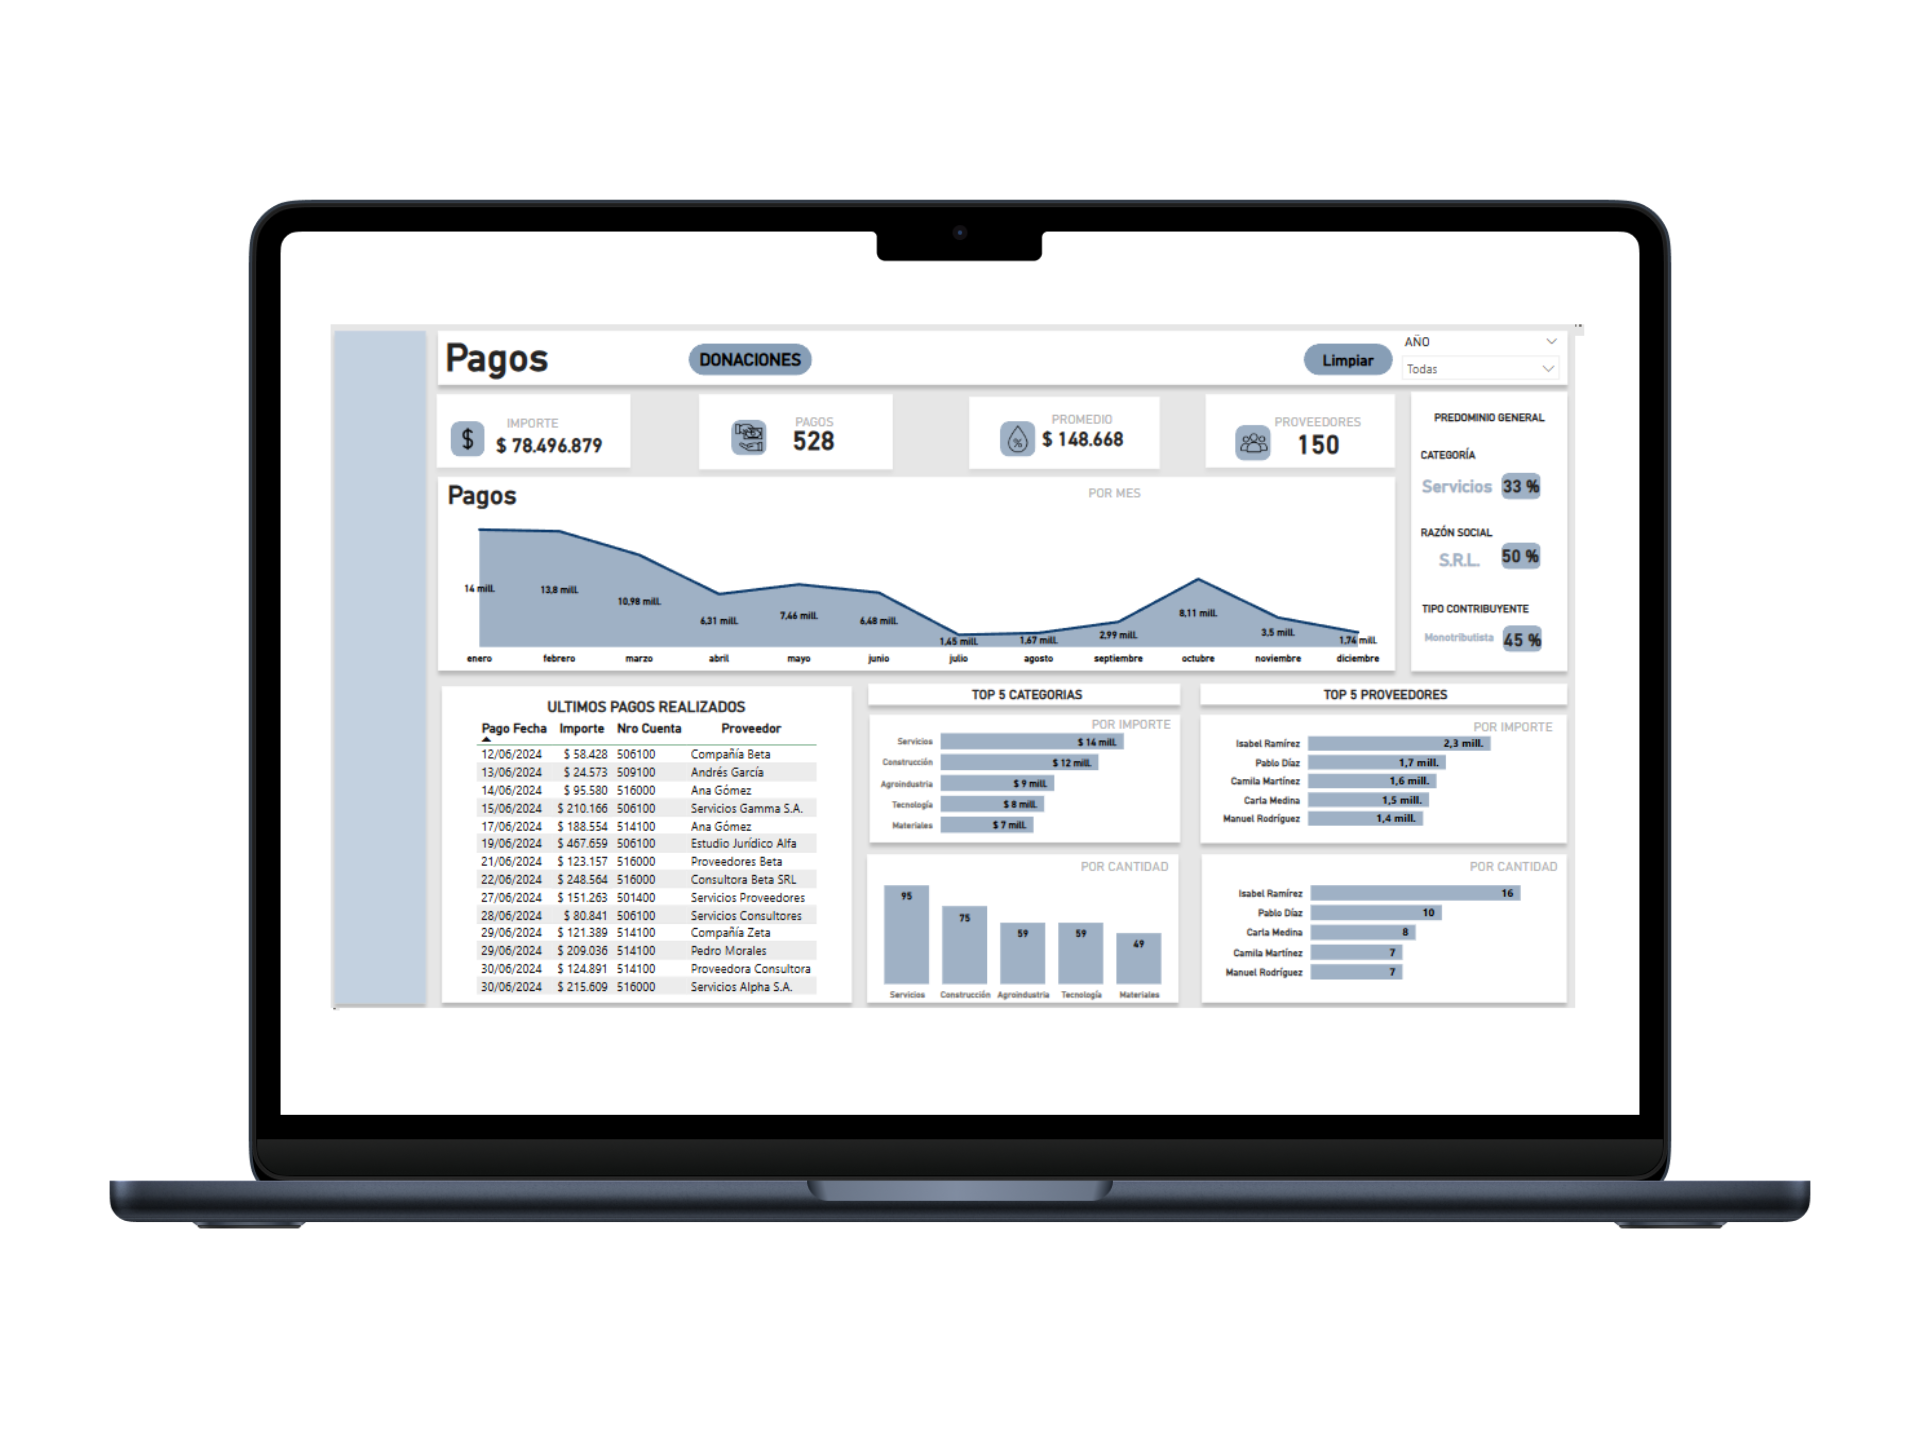 Pagos
DONACIONES
Limpiar
AÑO
Todas
IMPORTE
$ 78.496.879
PAGOS
528
PROMEDIO
$ 148.668
PROVEEDORES
150
PREDOMINIO GENERAL
CATEGORÍA
Servicios 33 %
RAZÓN SOCIAL
S.R.L. 50 %
TIPO CONTRIBUYENTE
Monotributista 45 %
Pagos
POR MES
14 mill. 13,8 mill. 10,98 mill. 6,31 mill. 7,46 mill. 6,48 mill. 1,45 mill. 1,67 mill. 2,99 mill. 8,11 mill. 3,5 mill. 1,74 mill.
enero febrero marzo abril mayo junio julio agosto septiembre octubre noviembre diciembre
ULTIMOS PAGOS REALIZADOS
Pago Fecha Importe Nro Cuenta Proveedor
12/06/2024 $ 58.428 506100 Compañía Beta
13/06/2024 $ 24.573 509100 Andrés García
14/06/2024 $ 95.580 516000 Ana Gómez
15/06/2024 $ 210.166 506100 Servicios Gamma S.A.
17/06/2024 $ 188.554 514100 Ana Gómez
19/06/2024 $ 467.659 506100 Estudio Jurídico Alfa
21/06/2024 $ 123.157 516000 Proveedores Beta
22/06/2024 $ 248.564 516000 Consultora Beta SRL
27/06/2024 $ 151.263 501400 Servicios Proveedores
28/06/2024 $ 80.841 506100 Servicios Consultores
29/06/2024 $ 121.389 514100 Compañía Zeta
29/06/2024 $ 209.036 514100 Pedro Morales
30/06/2024 $ 124.891 514100 Proveedora Consultora
30/06/2024 $ 215.609 516000 Servicios Alpha S.A.
TOP 5 CATEGORIAS
POR IMPORTE
Servicios $ 14 mill.
Construcción $ 12 mill.
Agroindustria $ 9 mill.
Tecnología $ 8 mill.
Materiales $ 7 mill.
POR CANTIDAD
95 75 59 59 49
Servicios Construcción Agroindustria Tecnología Materiales
TOP 5 PROVEEDORES
POR IMPORTE
Isabel Ramírez 2,3 mill.
Pablo Díaz 1,7 mill.
Camila Martínez 1,6 mill.
Carla Medina 1,5 mill.
Manuel Rodríguez 1,4 mill.
POR CANTIDAD
Isabel Ramírez 16
Pablo Díaz 10
Carla Medina 8
Camila Martínez 7
Manuel Rodríguez 7